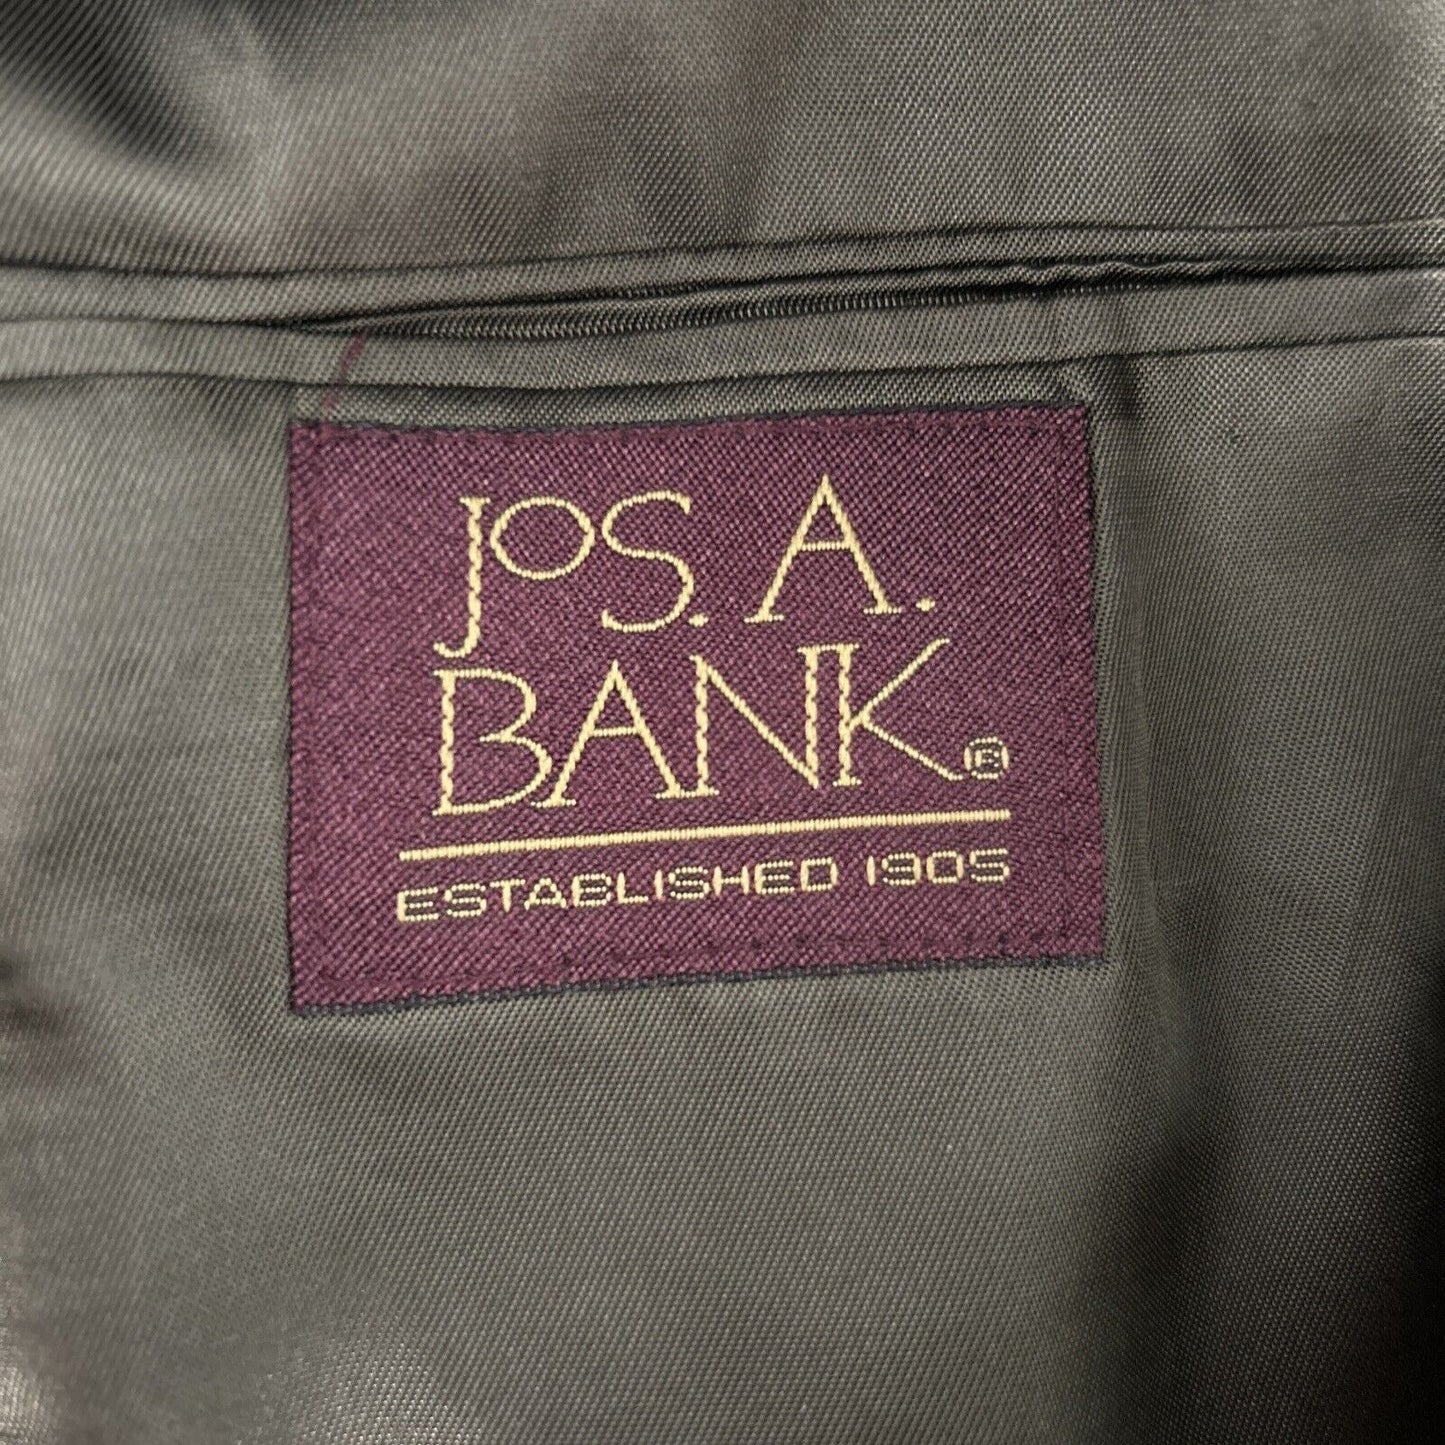 JoS. A.
BANK®
ESTABLISHED 1905